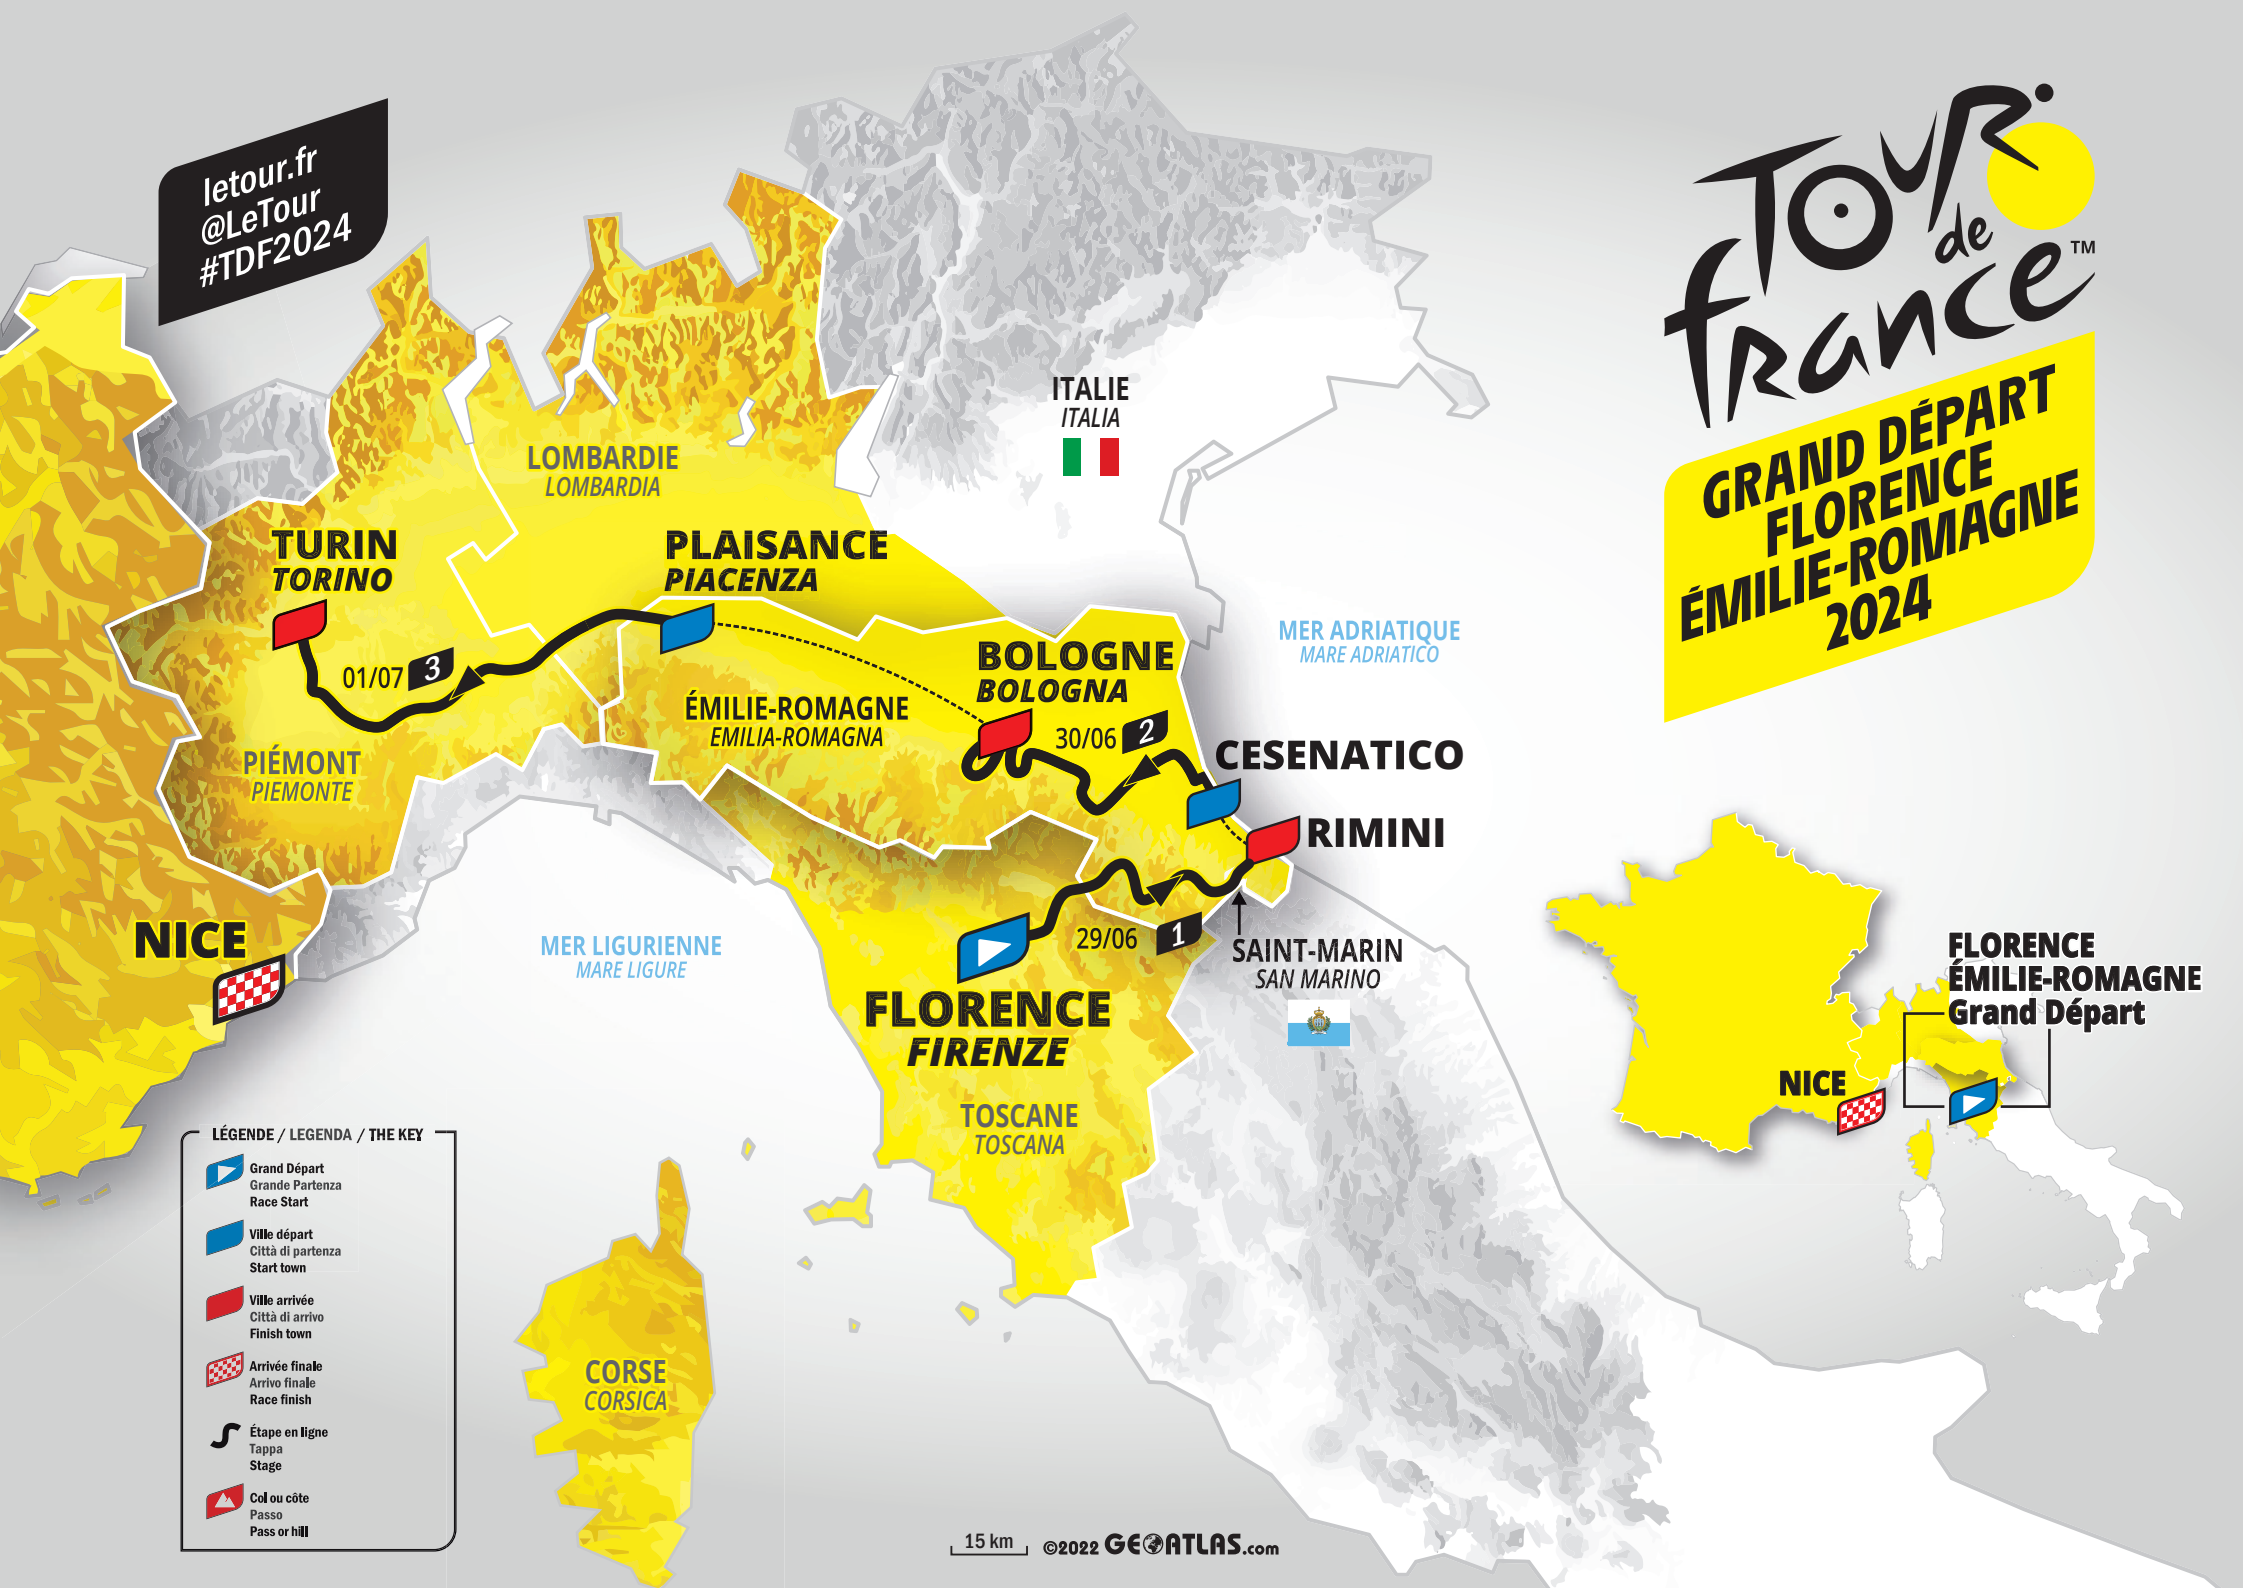 letour.fr
@LeTour
#TDF2024
TOUR
de
france™
GRAND DÉPART
FLORENCE
ÉMILIE-ROMAGNE
2024
ITALIE
ITALIA
LOMBARDIE
LOMBARDIA
TURIN
TORINO
PLAISANCE
PIACENZA
MER ADRIATIQUE
MARE ADRIATICO
BOLOGNE
BOLOGNA
01/07 3
ÉMILIE-ROMAGNE
EMILIA-ROMAGNA
30/06 2
CESENATICO
PIÉMONT
PIEMONTE
RIMINI
NICE
MER LIGURIENNE
MARE LIGURE
29/06 1
SAINT-MARIN
SAN MARINO
FLORENCE
FIRENZE
TOSCANE
TOSCANA
CORSE
CORSICA
FLORENCE
ÉMILIE-ROMAGNE
Grand Départ
NICE
LÉGENDE / LEGENDA / THE KEY
Grand Départ
Grande Partenza
Race Start
Ville départ
Città di partenza
Start town
Ville arrivée
Città di arrivo
Finish town
Arrivée finale
Arrivo finale
Race finish
Étape en ligne
Tappa
Stage
Col ou côte
Passo
Pass or hill
15 km
©2022 GEOATLAS.com